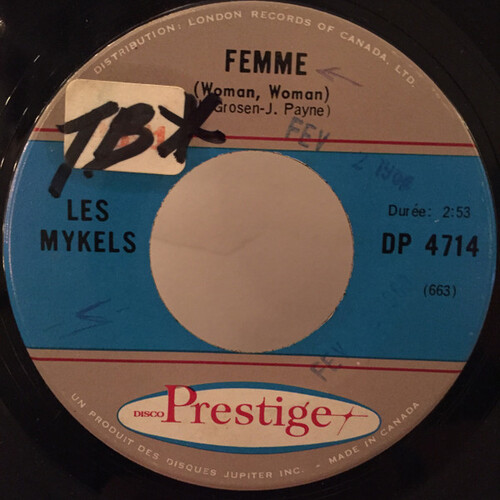 DISTRIBUTION: LONDON RECORDS OF CANADA, LTD.
FEMME
(Woman, Woman)
Grosen-J. Payne)
TBX
FEV 2
LES
MYKELS
Durée: 2:53
DP 4714
(663)
FEV
DISCO Prestige
UN PRODUIT DES DISQUES JUPITER INC. - MADE IN CANADA